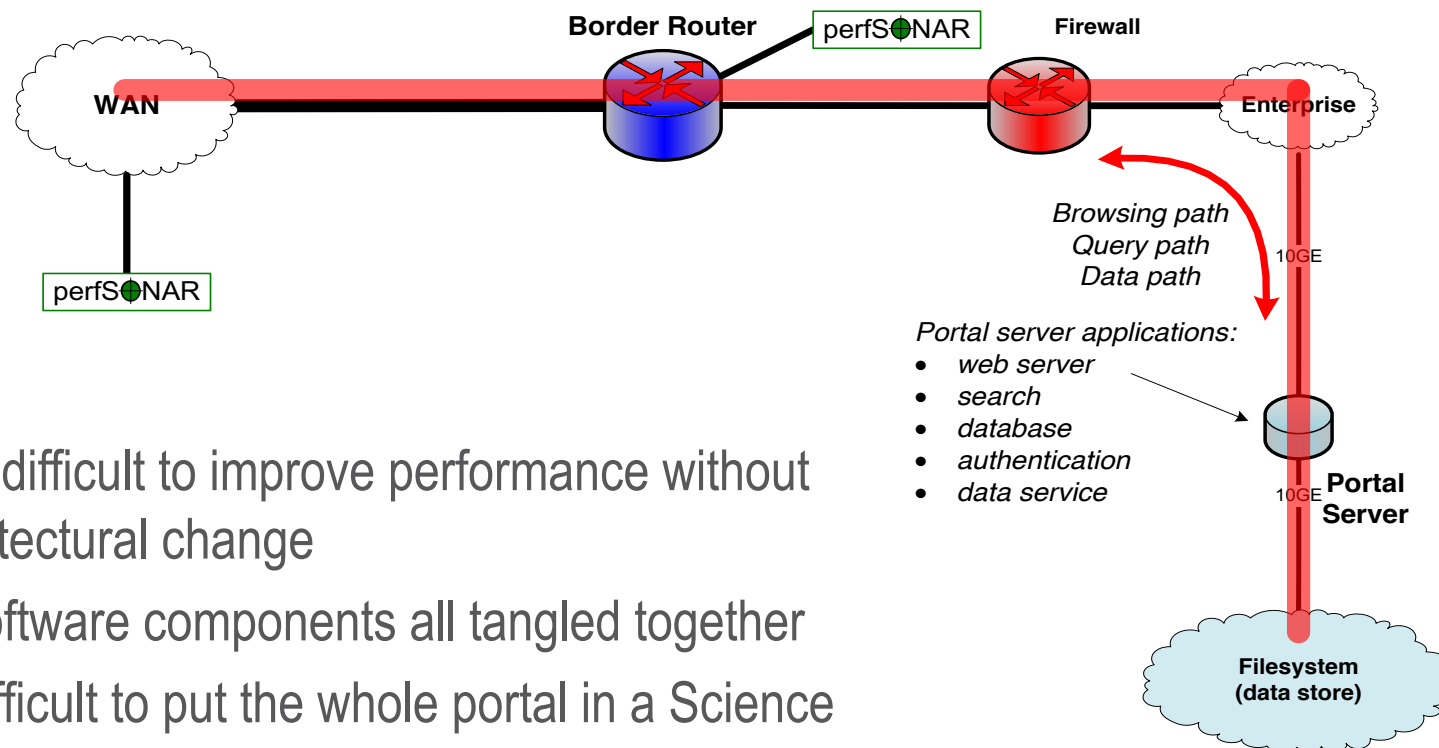 Border Router
perfSONAR
Firewall
WAN
Enterprise
perfSONAR
Browsing path
Query path
Data path
10GE
Portal server applications:
• web server
• search
• database
• authentication
• data service
10GE
Portal
Server
difficult to improve performance without
tectural change
oftware components all tangled together
fficult to put the whole portal in a Science
Filesystem
(data store)